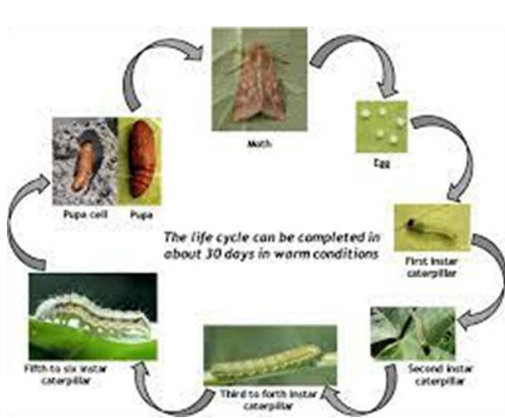 Moth
Egg
First instar
caterpillar
Second instar
caterpillar
Third to forth instar
caterpillar
Fifth to six instar
caterpillar
Pupa cell
Pupa
The life cycle can be completed in
about 30 days in warm conditions